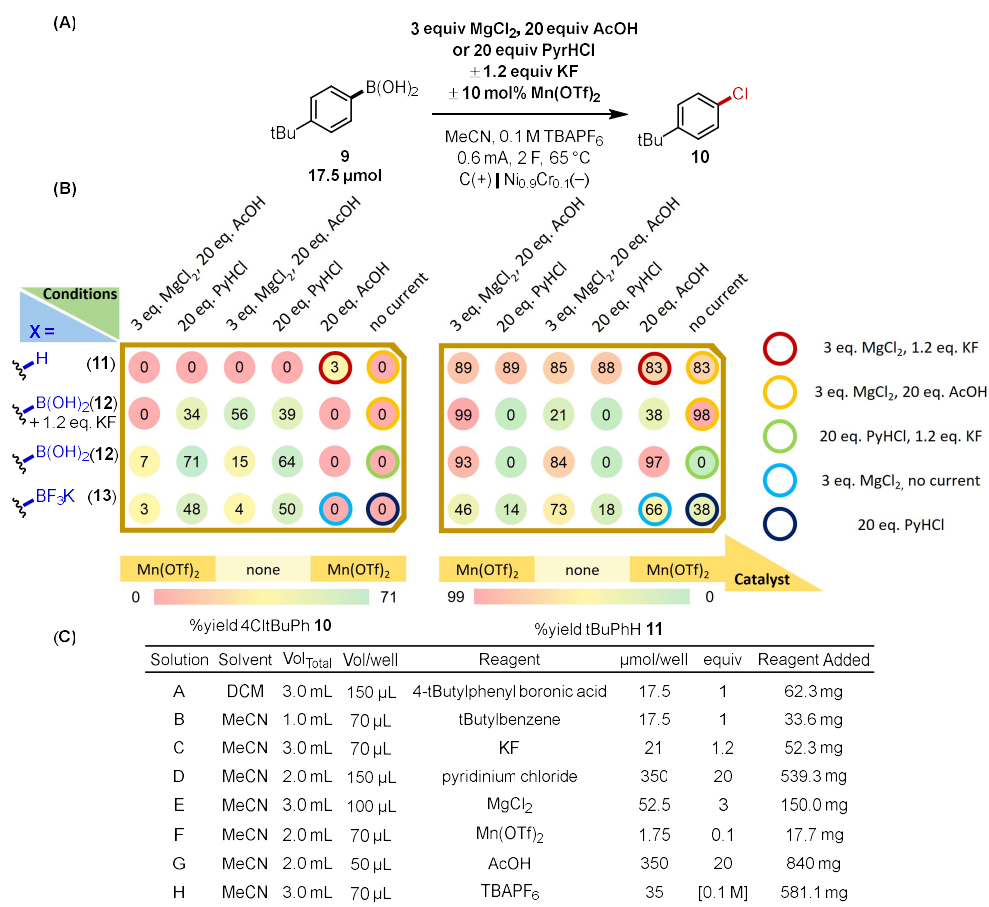 (A)
3 equiv MgCl2, 20 equiv AcOH
or 20 equiv PyrHCl
± 1.2 equiv KF
± 10 mol% Mn(OTf)2
B(OH)2
tBu
9
17.5 µmol
MeCN, 0.1 M TBAPF6
0.6 mA, 2 F, 65 °C
C(+) | Ni0.9Cr0.1(–)
Cl
tBu
10
(B)
3 eq. MgCl2, 20 eq. AcOH
20 eq. PyHCl
3 eq. MgCl2, 20 eq. AcOH
20 eq. PyHCl
20 eq. AcOH
no current
3 eq. MgCl2, 20 eq. AcOH
20 eq. PyHCl
3 eq. MgCl2, 20 eq. AcOH
20 eq. PyHCl
20 eq. AcOH
no current
Conditions
X =
H (11) 0 0 0 0 3 0 89 89 85 88 83 83
B(OH)2(12) 0 34 56 39 0 0 99 0 21 0 38 98
+ 1.2 eq. KF
B(OH)2(12) 7 71 15 64 0 0 93 0 84 0 97 0
BF3K (13) 3 48 4 50 0 0 46 14 73 18 66 38
3 eq. MgCl2, 1.2 eq. KF
3 eq. MgCl2, 20 eq. AcOH
20 eq. PyHCl, 1.2 eq. KF
3 eq. MgCl2, no current
20 eq. PyHCl
Mn(OTf)2 none Mn(OTf)2 Mn(OTf)2 none Mn(OTf)2 Catalyst
0 71 99 0
%yield 4CltBuPh 10 %yield tBuPhH 11
(C)
Solution Solvent VolTotal Vol/well Reagent µmol/well equiv Reagent Added
A DCM 3.0 mL 150 µL 4-tButylphenyl boronic acid 17.5 1 62.3 mg
B MeCN 1.0 mL 70 µL tButylbenzene 17.5 1 33.6 mg
C MeCN 3.0 mL 70 µL KF 21 1.2 52.3 mg
D MeCN 2.0 mL 150 µL pyridinium chloride 350 20 539.3 mg
E MeCN 3.0 mL 100 µL MgCl2 52.5 3 150.0 mg
F MeCN 2.0 mL 70 µL Mn(OTf)2 1.75 0.1 17.7 mg
G MeCN 2.0 mL 50 µL AcOH 350 20 840 mg
H MeCN 3.0 mL 70 µL TBAPF6 35 [0.1 M] 581.1 mg